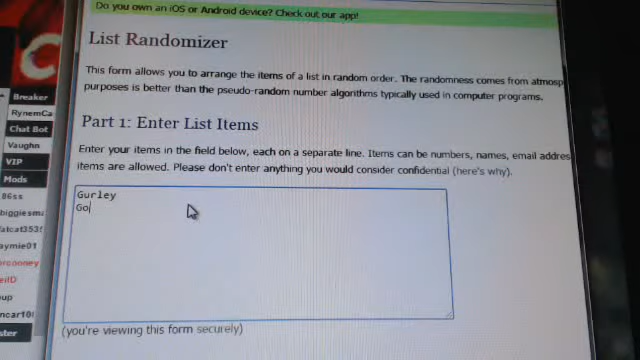 Do you own an iOS or Android device? Check out our app!
List Randomizer
This form allows you to arrange the items of a list in random order. The randomness comes from atmosp
purposes is better than the pseudo-random number algorithms typically used in computer programs.
Part 1: Enter List Items
Enter your items in the field below, each on a separate line. Items can be numbers, names, email addres
items are allowed. Please don't enter anything you would consider confidential (here's why).
Gurley
Go
(you're viewing this form securely)
Breaker
RynemCa
Chat Bot
Vaughn
VIP
Mods
86ss
biggiesma
aymie01